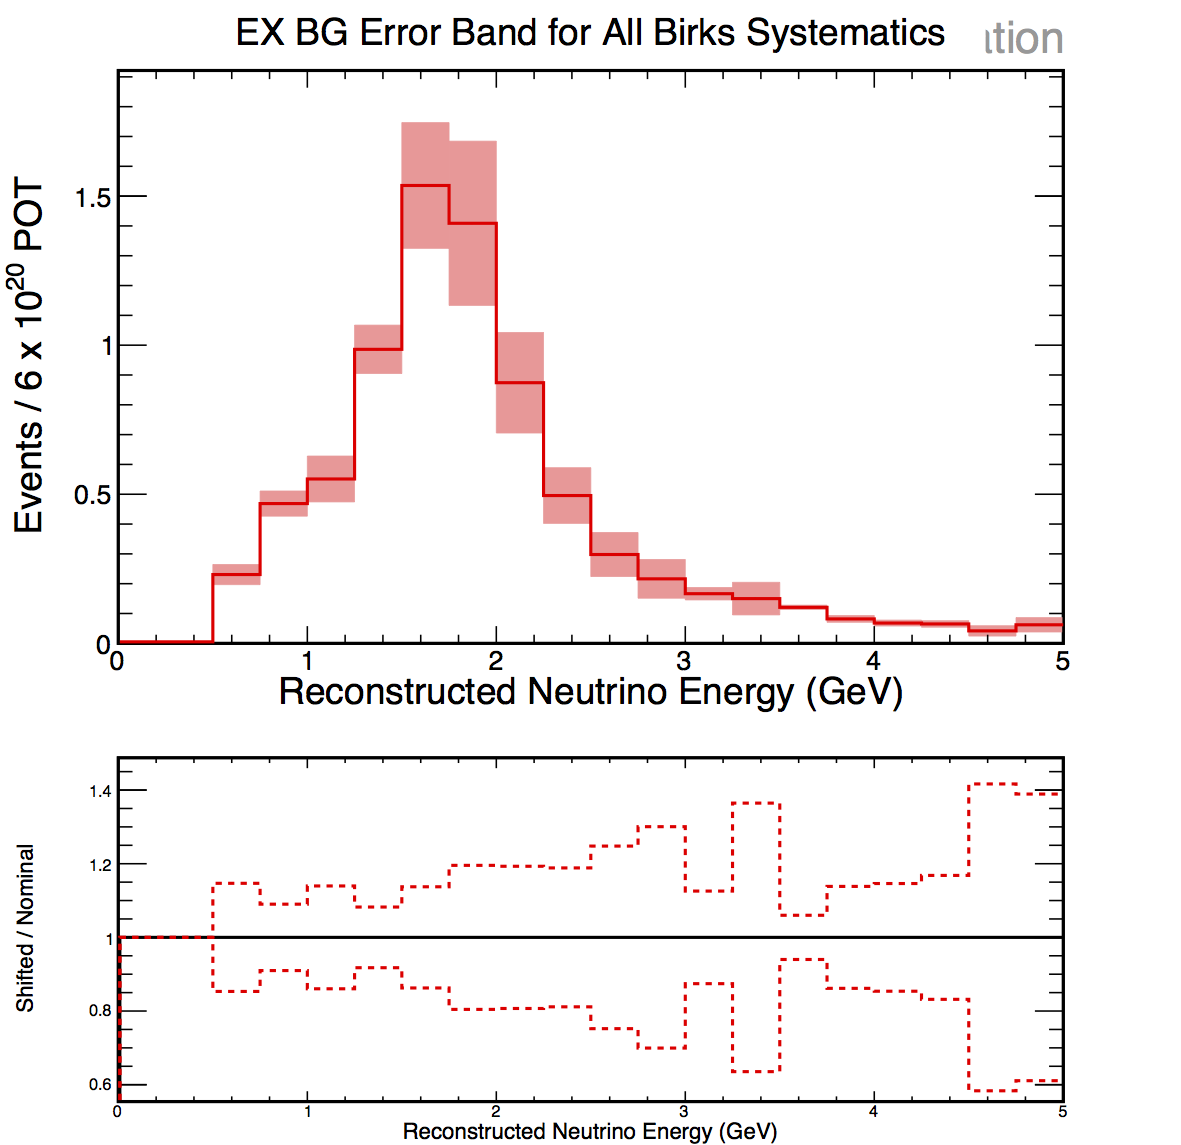 EX BG Error Band for All Birks Systematics
Events / 6 x 10^20 POT
1.5
1
0.5
0
0 1 2 3 4 5
Reconstructed Neutrino Energy (GeV)
Shifted / Nominal
1.4
1.2
1
0.8
0.6
0 1 2 3 4 5
Reconstructed Neutrino Energy (GeV)